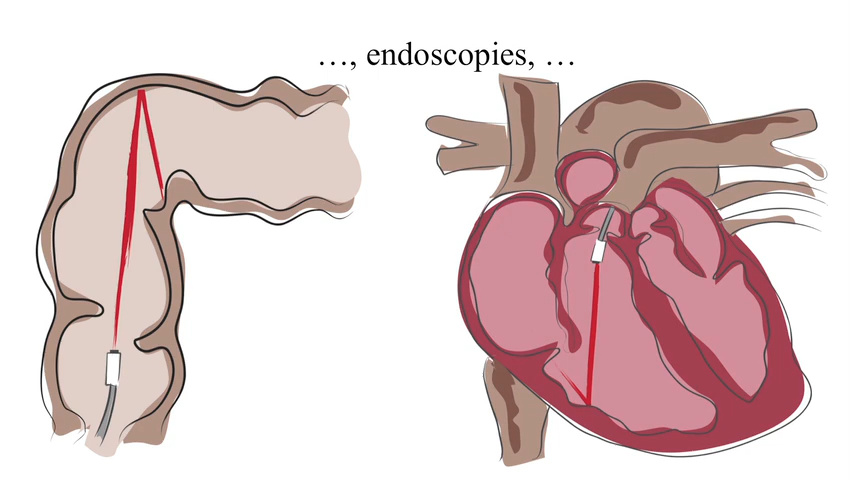 …, endoscopies, …